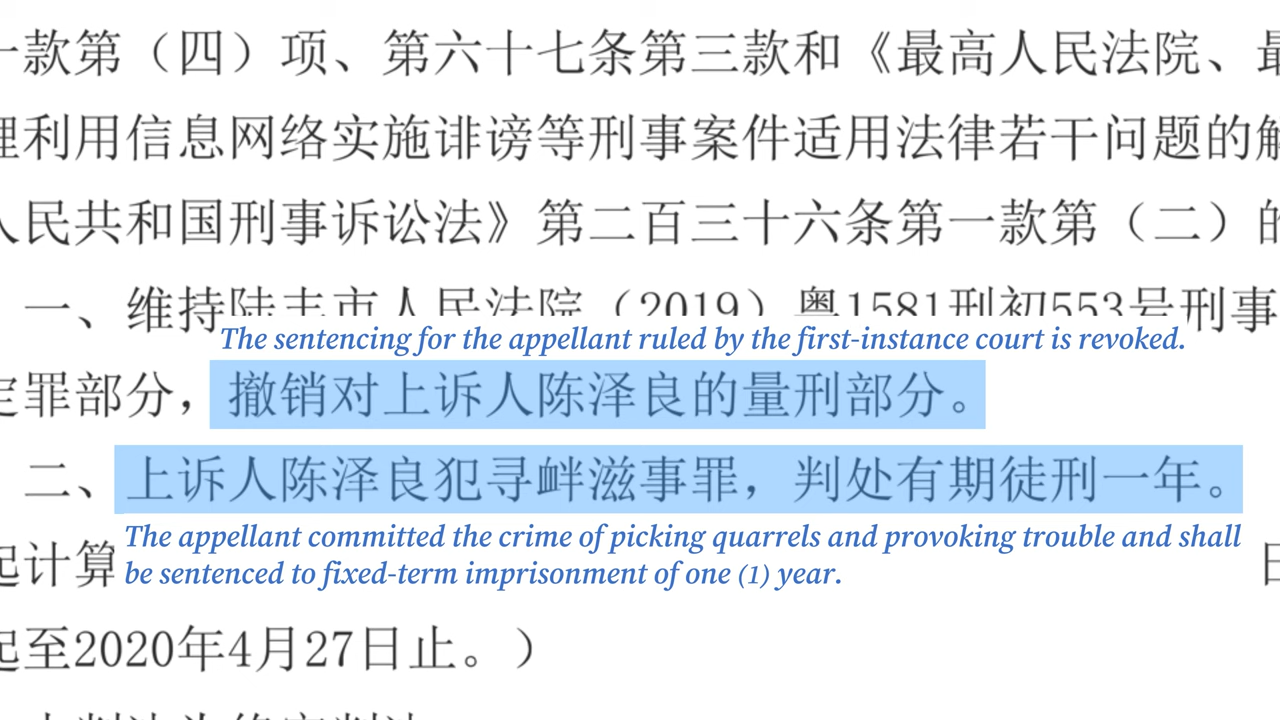 一款第（四）项、第六十七条第三款和《最高人民法院、最
理利用信息网络实施诽谤等刑事案件适用法律若干问题的解
人民共和国刑事诉讼法》第二百三十六条第一款第（二）的
一、维持陆丰市人民法院（2019）粤1581刑初553号刑事
The sentencing for the appellant ruled by the first-instance court is revoked.
定罪部分，撤销对上诉人陈泽良的量刑部分。
二、上诉人陈泽良犯寻衅滋事罪，判处有期徒刑一年。
The appellant committed the crime of picking quarrels and provoking trouble and shall
be sentenced to fixed-term imprisonment of one (1) year.
起计算 日
起至2020年4月27日止。）